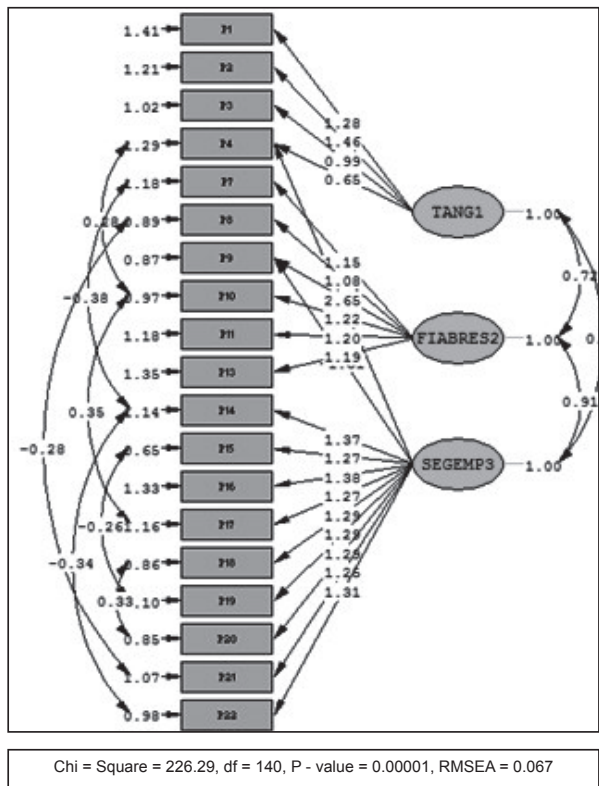 1.41 P1
1.21 P2
1.02 P3
1.29 P4
1.18 P7
0.89 P8
0.87 P9
0.97 P10
1.18 P11
1.35 P13
1.14 P14
0.65 P15
1.33 P16
1.16 P17
0.86 P18
P19
0.85 P20
1.07 P21
0.98 P22
0.28
-0.38
0.35
-0.28
-0.26
-0.34
0.33
1.28
1.46
0.99
0.65
1.15
1.08
2.65
1.22
1.20
1.19
1.37
1.27
1.38
1.27
1.29
1.29
1.29
1.26
1.31
TANG1 1.00
FIABRES2 1.00
SEGEMP3 1.00
0.72
0.91
Chi = Square = 226.29, df = 140, P - value = 0.00001, RMSEA = 0.067